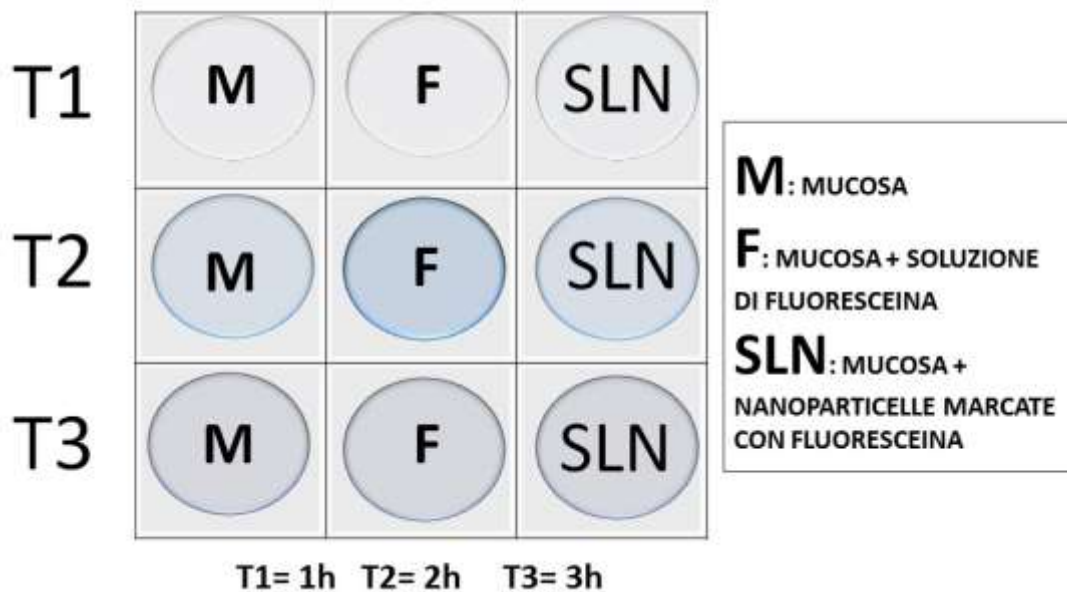 T1 M F SLN
T2 M F SLN
T3 M F SLN
M: MUCOSA
F: MUCOSA + SOLUZIONE
DI FLUORESCEINA
SLN: MUCOSA +
NANOPARTICELLE MARCATE
CON FLUORESCEINA
T1= 1h T2= 2h T3= 3h